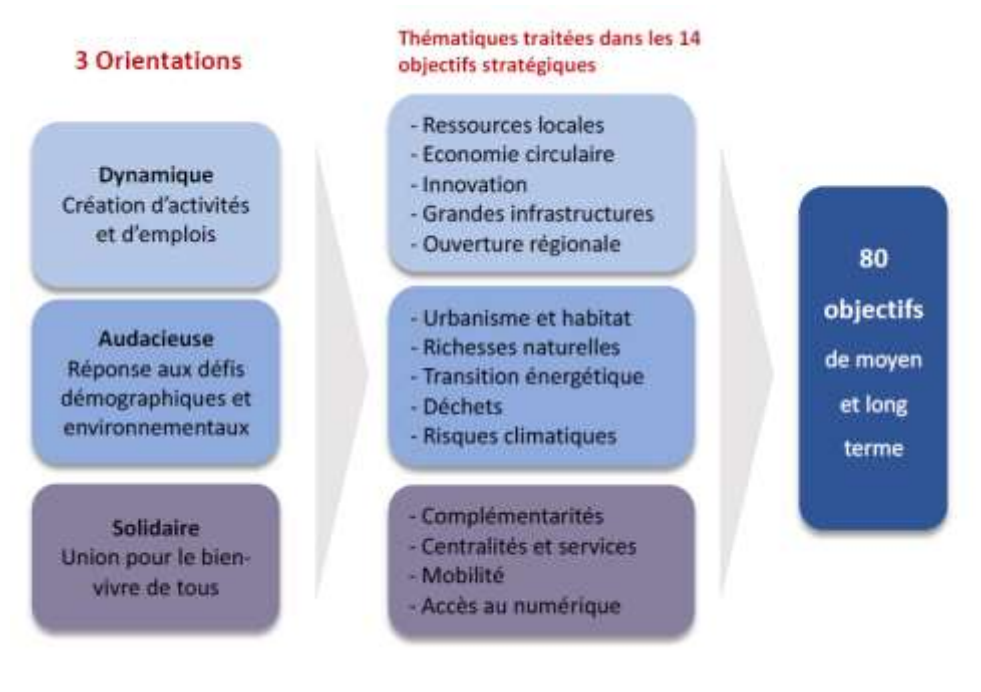 3 Orientations
Thématiques traitées dans les 14
objectifs stratégiques
Dynamique
Création d'activités
et d'emplois
- Ressources locales
- Economie circulaire
- Innovation
- Grandes infrastructures
- Ouverture régionale
Audacieuse
Réponse aux défis
démographiques et
environnementaux
- Urbanisme et habitat
- Richesses naturelles
- Transition énergétique
- Déchets
- Risques climatiques
Solidaire
Union pour le bien-
vivre de tous
- Complémentarités
- Centralités et services
- Mobilité
- Accès au numérique
80
objectifs
de moyen
et long
terme